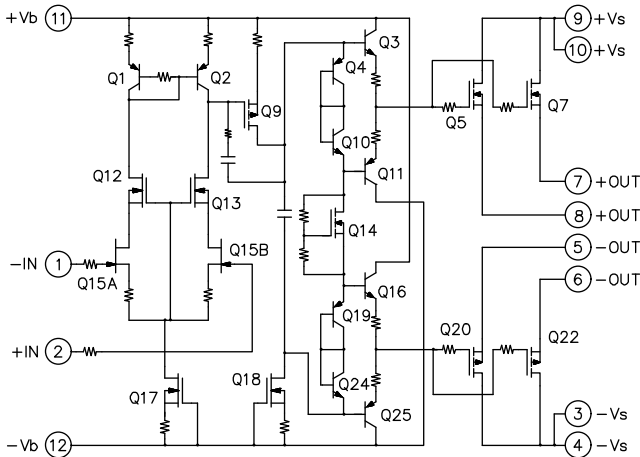 +Vb 11
Q3
9 +Vs
Q4
10 +Vs
Q1
Q2
Q9
Q5
Q7
Q10
Q12
Q11
7 +OUT
Q13
8 +OUT
Q14
-IN 1
Q15B
5 -OUT
Q15A
Q16
6 -OUT
Q19
Q20
Q22
+IN 2
Q18
Q24
Q17
3 -Vs
Q25
-Vb 12
4 -Vs